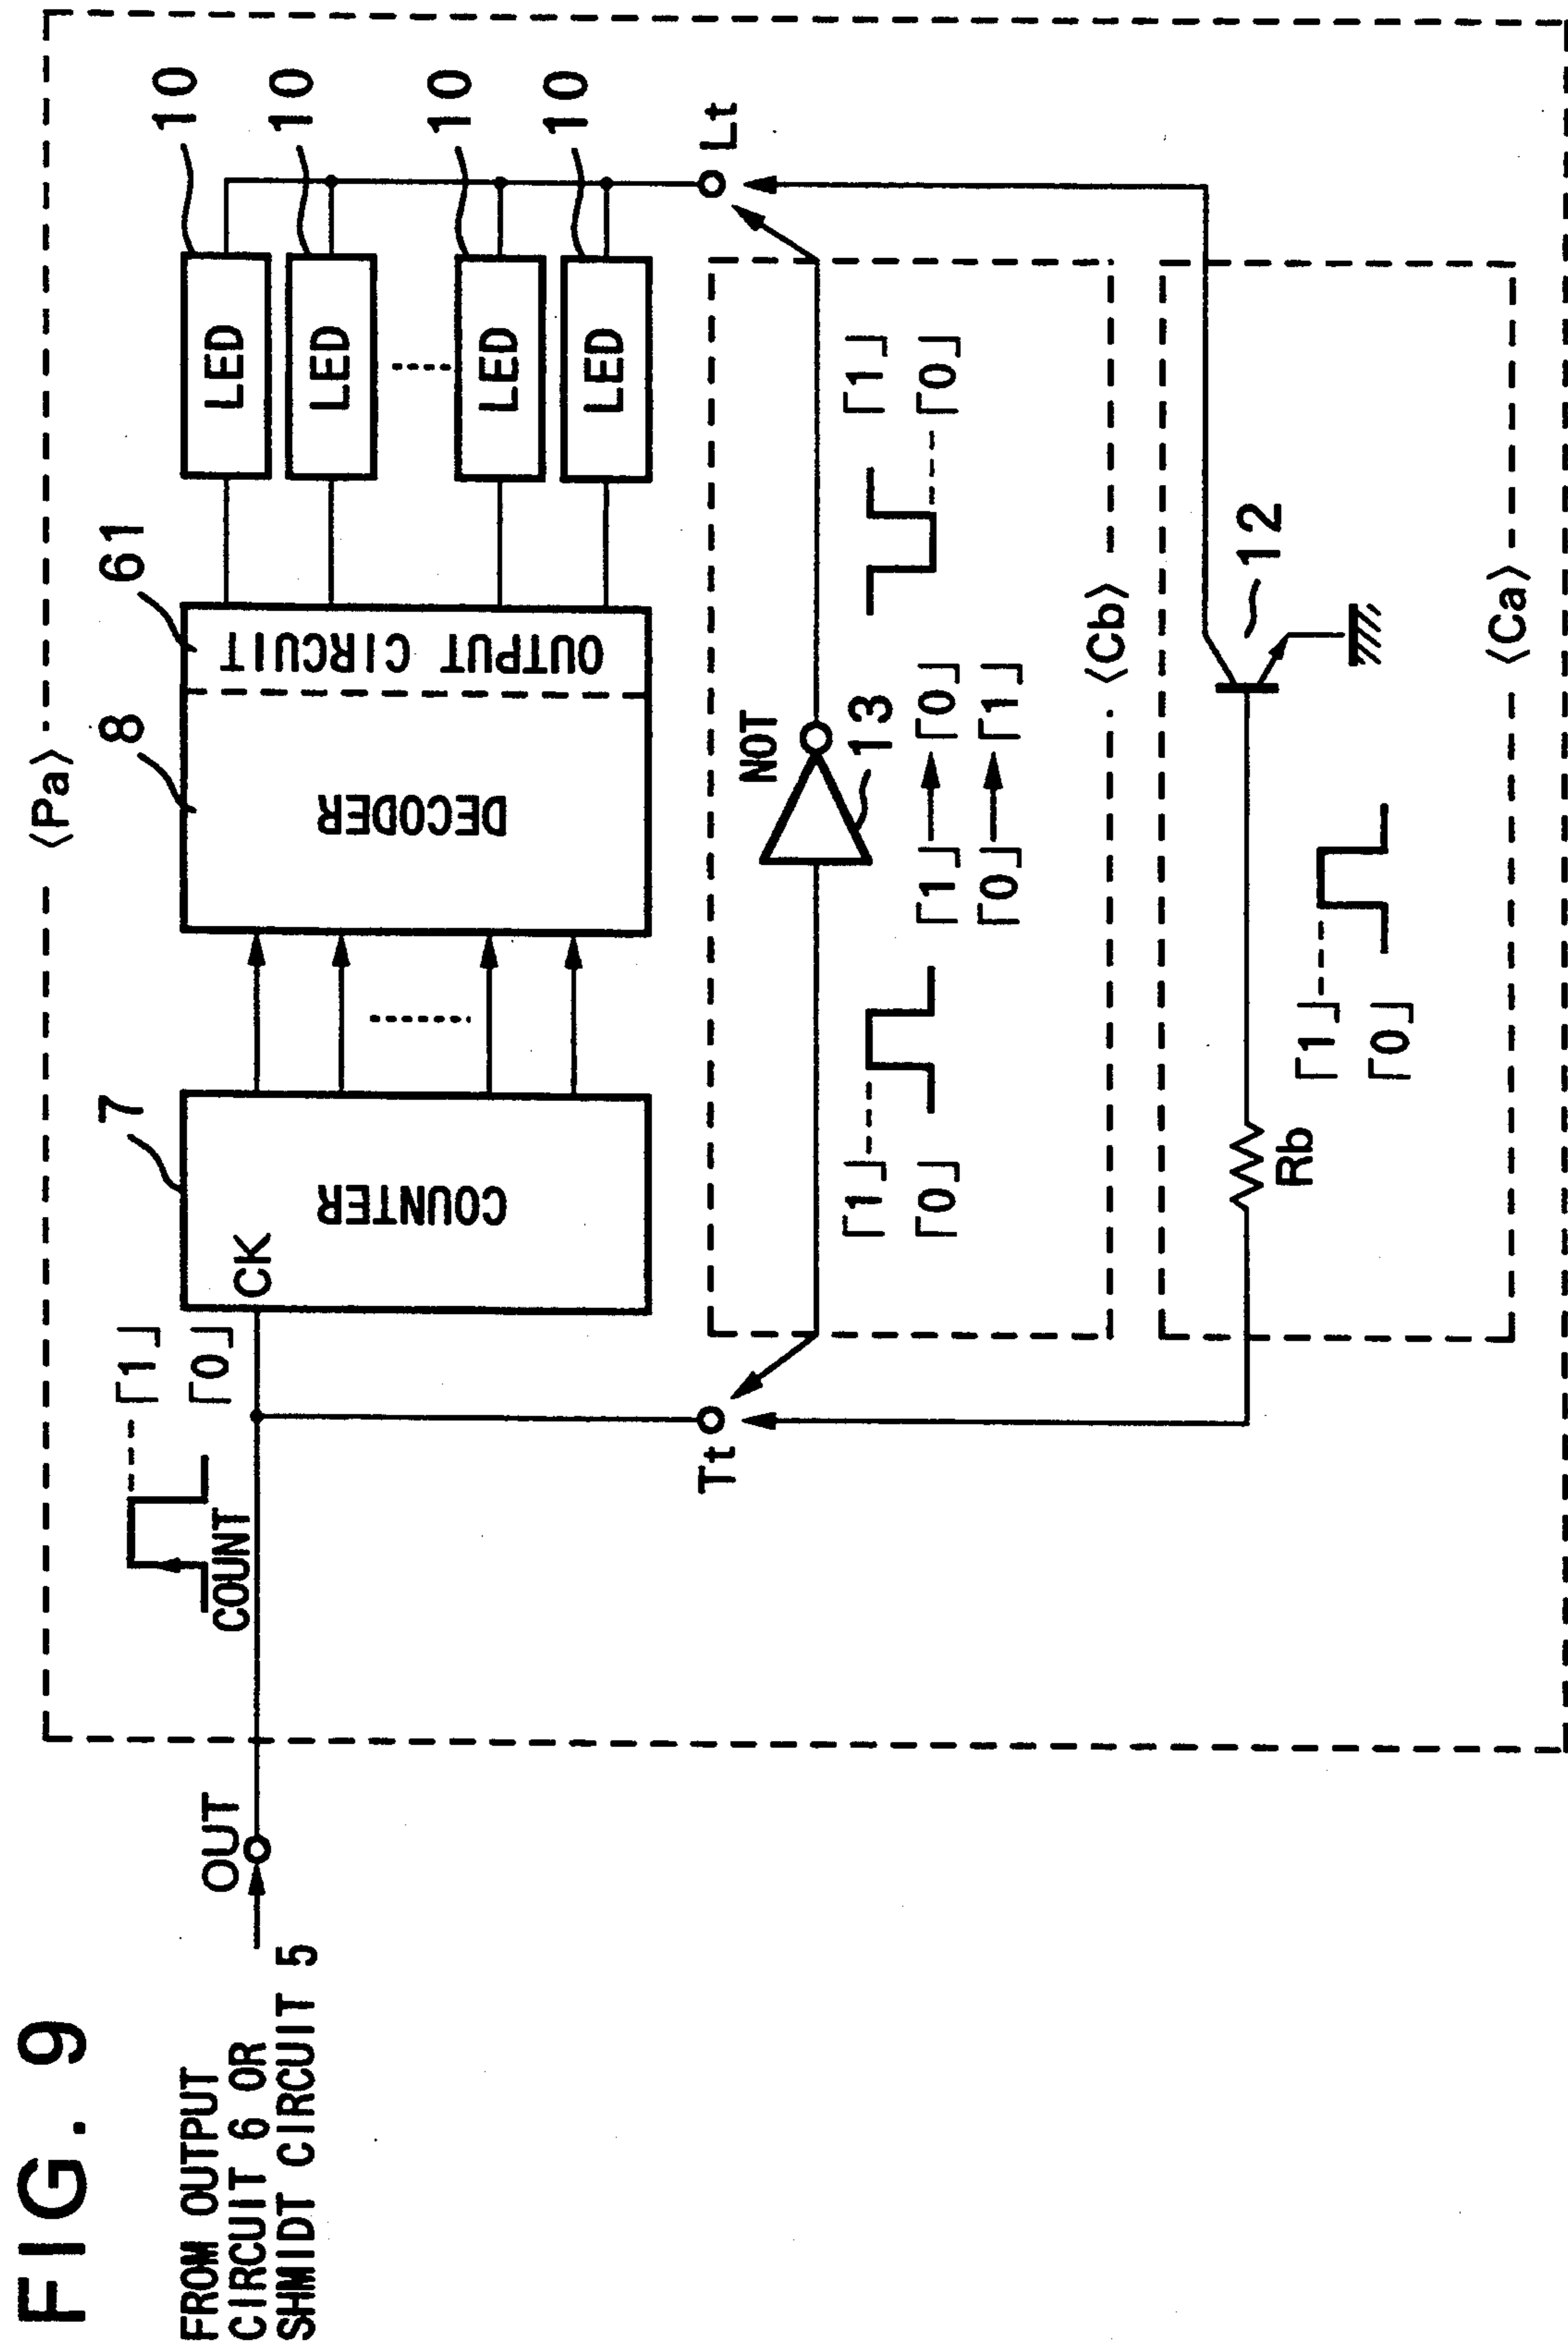 FIG. 9
FROM OUTPUT
CIRCUIT 6 OR
SHMIDT CIRCUIT 5
OUT
COUNT
「1」
「0」
〈Pa〉
7
CK
COUNTER
8
DECODER
61
OUTPUT CIRCUIT
LED
10
LED
10
LED
10
LED
10
Tt
Lt
「1」
「0」
NOT
13
「1」→「0」
「0」→「1」
「1」
「0」
〈Cb〉
Rb
「1」
「0」
12
〈Ca〉